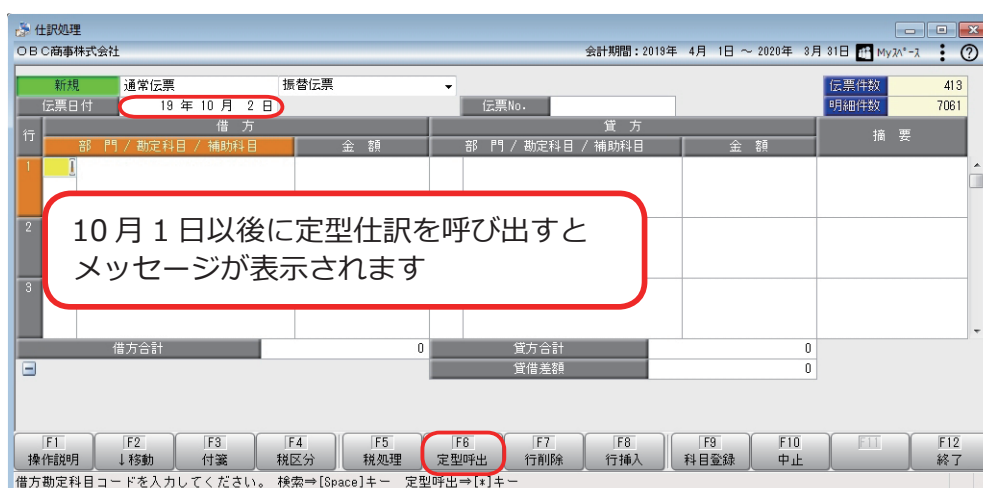 仕訳処理
OBC商事株式会社 会計期間：2019年 4月 1日 ～ 2020年 3月 31日 Myｽﾍﾟｰｽ
新規 通常伝票 振替伝票 伝票件数 413
伝票日付 19 年 10 月 2 日 伝票No. 明細件数 7061
行 借 方 貸 方 摘 要
部 門 / 勘定科目 / 補助科目 金 額 部 門 / 勘定科目 / 補助科目 金 額
1
10 月 1 日以後に定型仕訳を呼び出すと
2
メッセージが表示されます
3
借方合計 0 貸方合計 0
貸借差額 0
F1 F2 F3 F4 F5 F6 F7 F8 F9 F10 F11 F12
操作説明 ↓移動 付箋 税区分 税処理 定型呼出 行削除 行挿入 科目登録 中止 終了
借方勘定科目コードを入力してください。 検索⇒[Space]キー 定型呼出⇒[*]キー